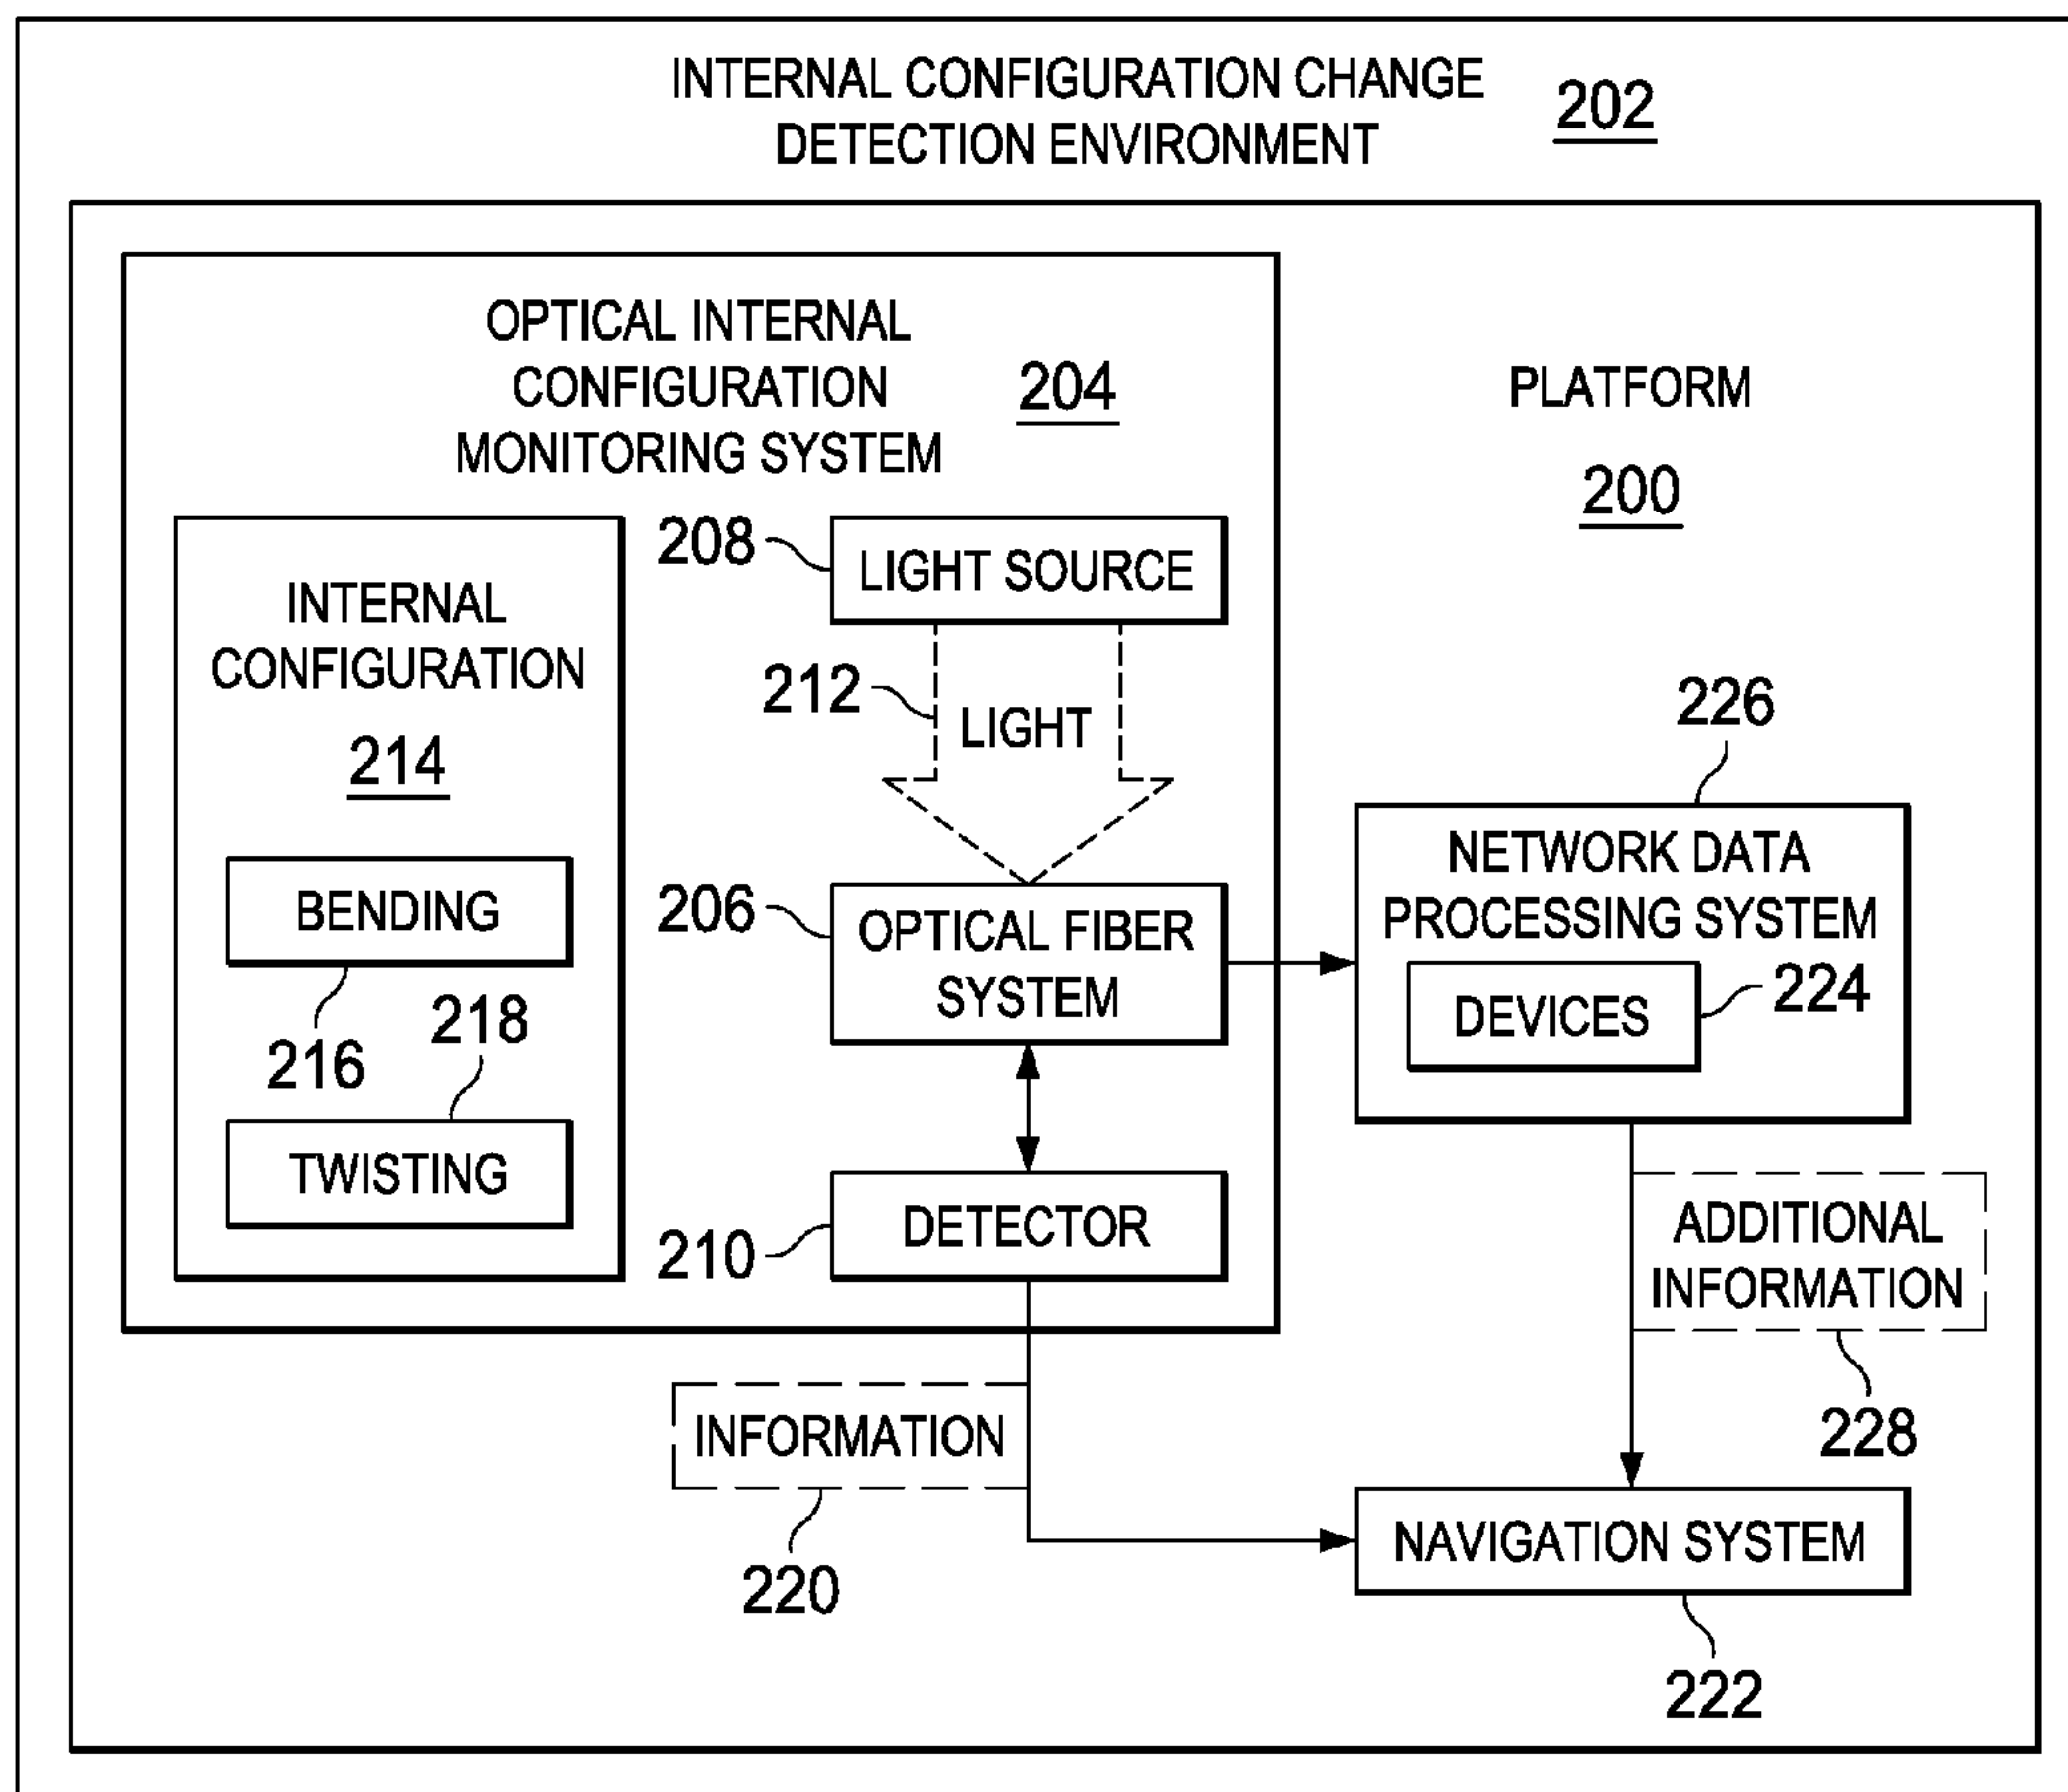 INTERNAL CONFIGURATION CHANGE
DETECTION ENVIRONMENT
202
OPTICAL INTERNAL
CONFIGURATION
MONITORING SYSTEM
204
PLATFORM
200
INTERNAL
CONFIGURATION
214
BENDING
216
218
TWISTING
208
LIGHT SOURCE
212
LIGHT
206
OPTICAL FIBER
SYSTEM
210
DETECTOR
226
NETWORK DATA
PROCESSING SYSTEM
DEVICES
224
ADDITIONAL
INFORMATION
228
INFORMATION
220
NAVIGATION SYSTEM
222